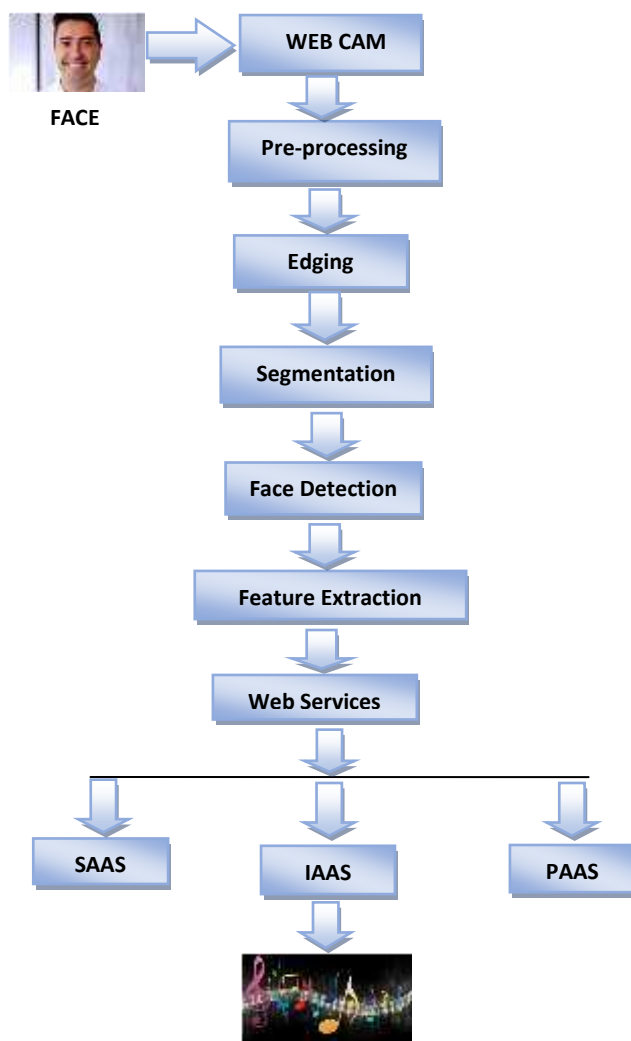 WEB CAM
FACE
Pre-processing
Edging
Segmentation
Face Detection
Feature Extraction
Web Services
SAAS
IAAS
PAAS